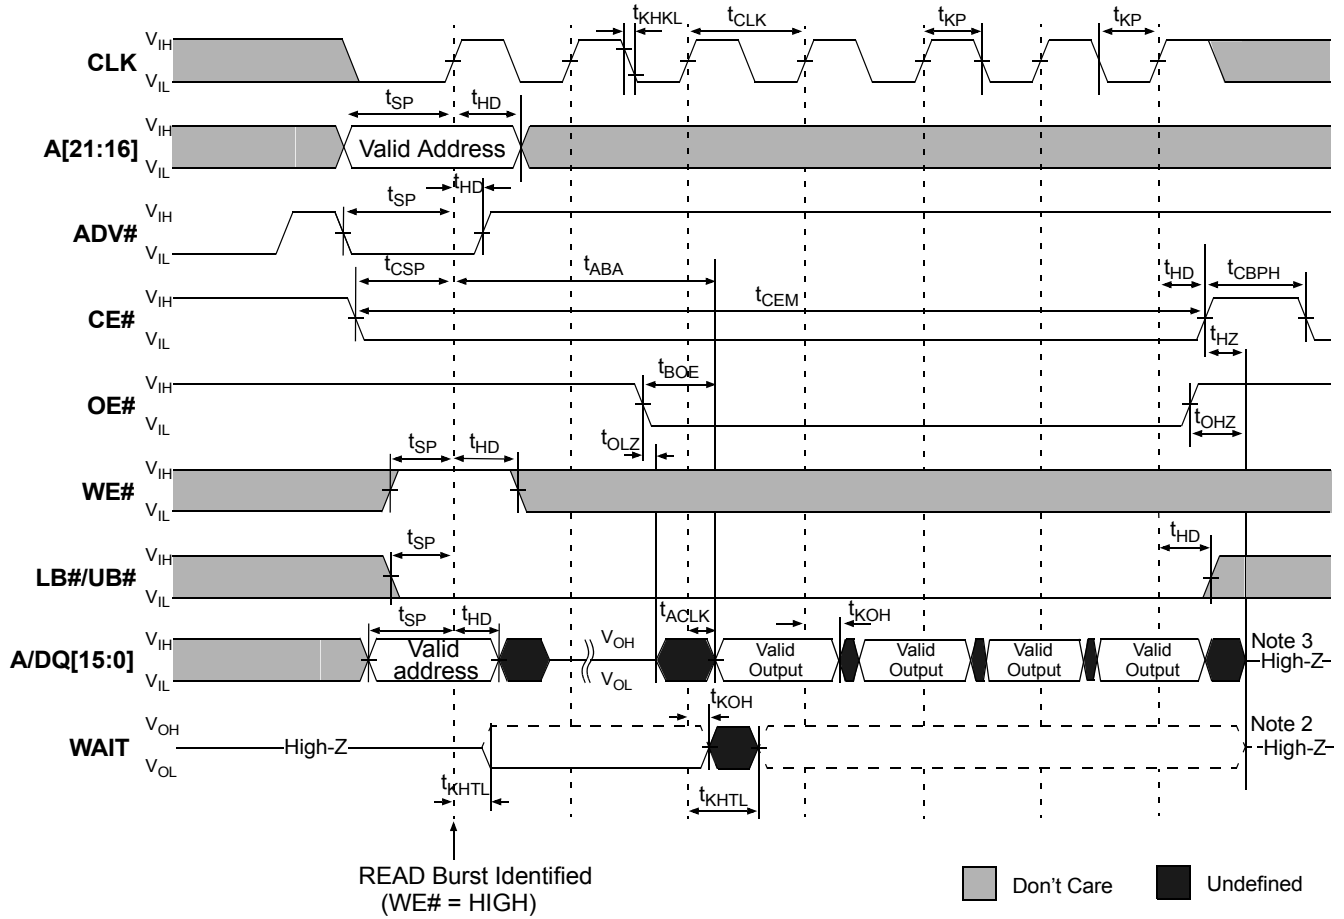 tKHKL tCLK tKP tKP
CLK VIH
VIL
tSP tHD
A[21:16] VIH Valid Address
VIL
tHD
tSP
ADV# VIH
VIL
tCSP tABA tHD tCBPH
tCEM
CE# VIH
VIL
tHZ
tBOE
OE# VIH
VIL
tOHZ
tSP tHD tOLZ
WE# VIH
VIL
tSP tHD
LB#/UB# VIH
VIL
tSP tHD tACLK tKOH
A/DQ[15:0] VIH Valid address VOH Valid Output Valid Output Valid Output Valid Output Note 3
VIL VOL High-Z
tKOH
WAIT VOH High-Z Note 2
VOL High-Z
tKHTL tKHTL
READ Burst Identified
(WE# = HIGH)
Don't Care Undefined